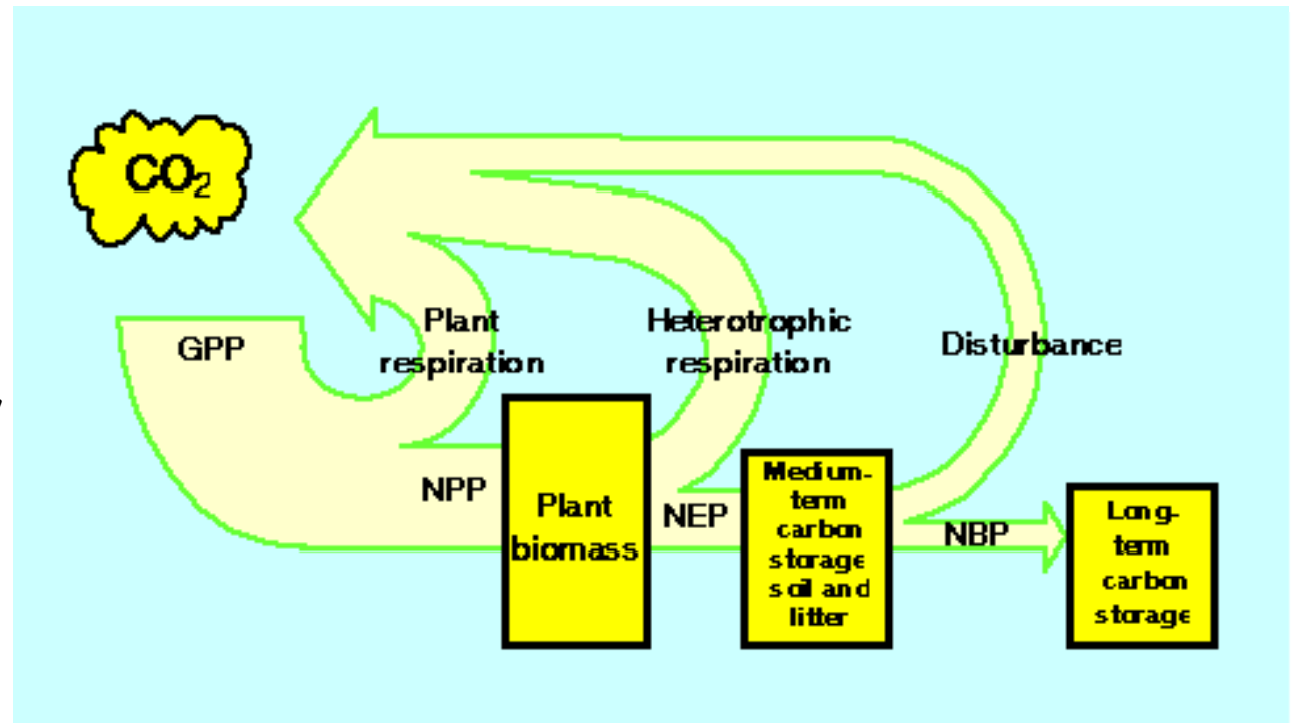 CO₂
GPP
Plant
respiration
Heterotrophic
respiration
Disturbance
NPP
Plant
biomass
NEP
Medium-
term
carbon
storage
soil and
litter
NBP
Long-
term
carbon
storage